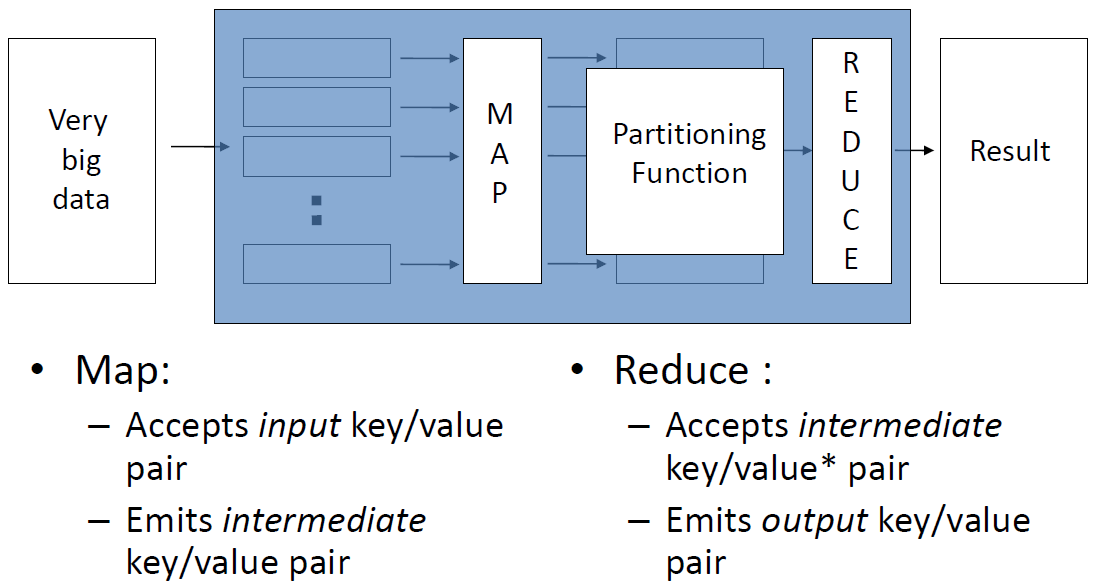 Very
big
data
M
A
P
Partitioning
Function
R
E
D
U
C
E
Result
• Map:
– Accepts input key/value
pair
– Emits intermediate
key/value pair
• Reduce :
– Accepts intermediate
key/value* pair
– Emits output key/value
pair